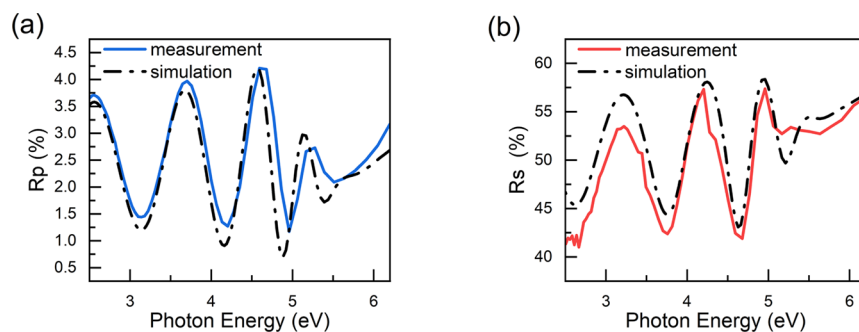 (a)
4.5
4.0
3.5
3.0
2.5
2.0
1.5
1.0
0.5
Rp (%)
measurement
simulation
3 4 5 6
Photon Energy (eV)
(b)
60
55
50
45
40
Rs (%)
measurement
simulation
3 4 5 6
Photon Energy (eV)